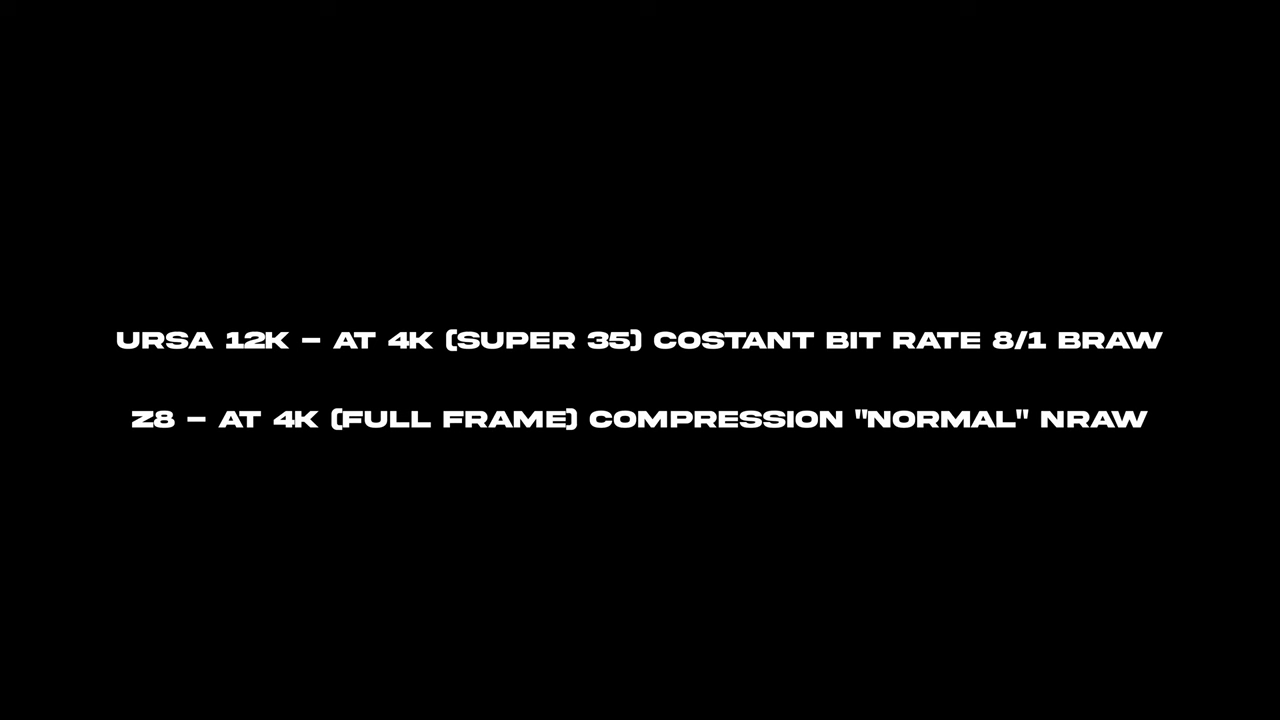 URSA 12K – AT 4K (SUPER 35) COSTANT BIT RATE 8/1 BRAW
Z8 – AT 4K (FULL FRAME) COMPRESSION "NORMAL" NRAW